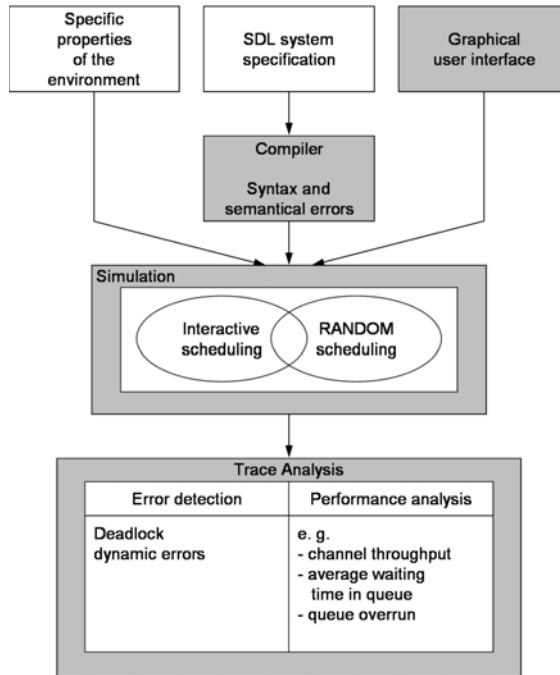 Specific
properties
of the
environment
SDL system
specification
Graphical
user interface
Compiler
Syntax and
semantical errors
Simulation
Interactive
scheduling
RANDOM
scheduling
Trace Analysis
Error detection
Performance analysis
Deadlock
dynamic errors
e. g.
- channel throughput
- average waiting
time in queue
- queue overrun